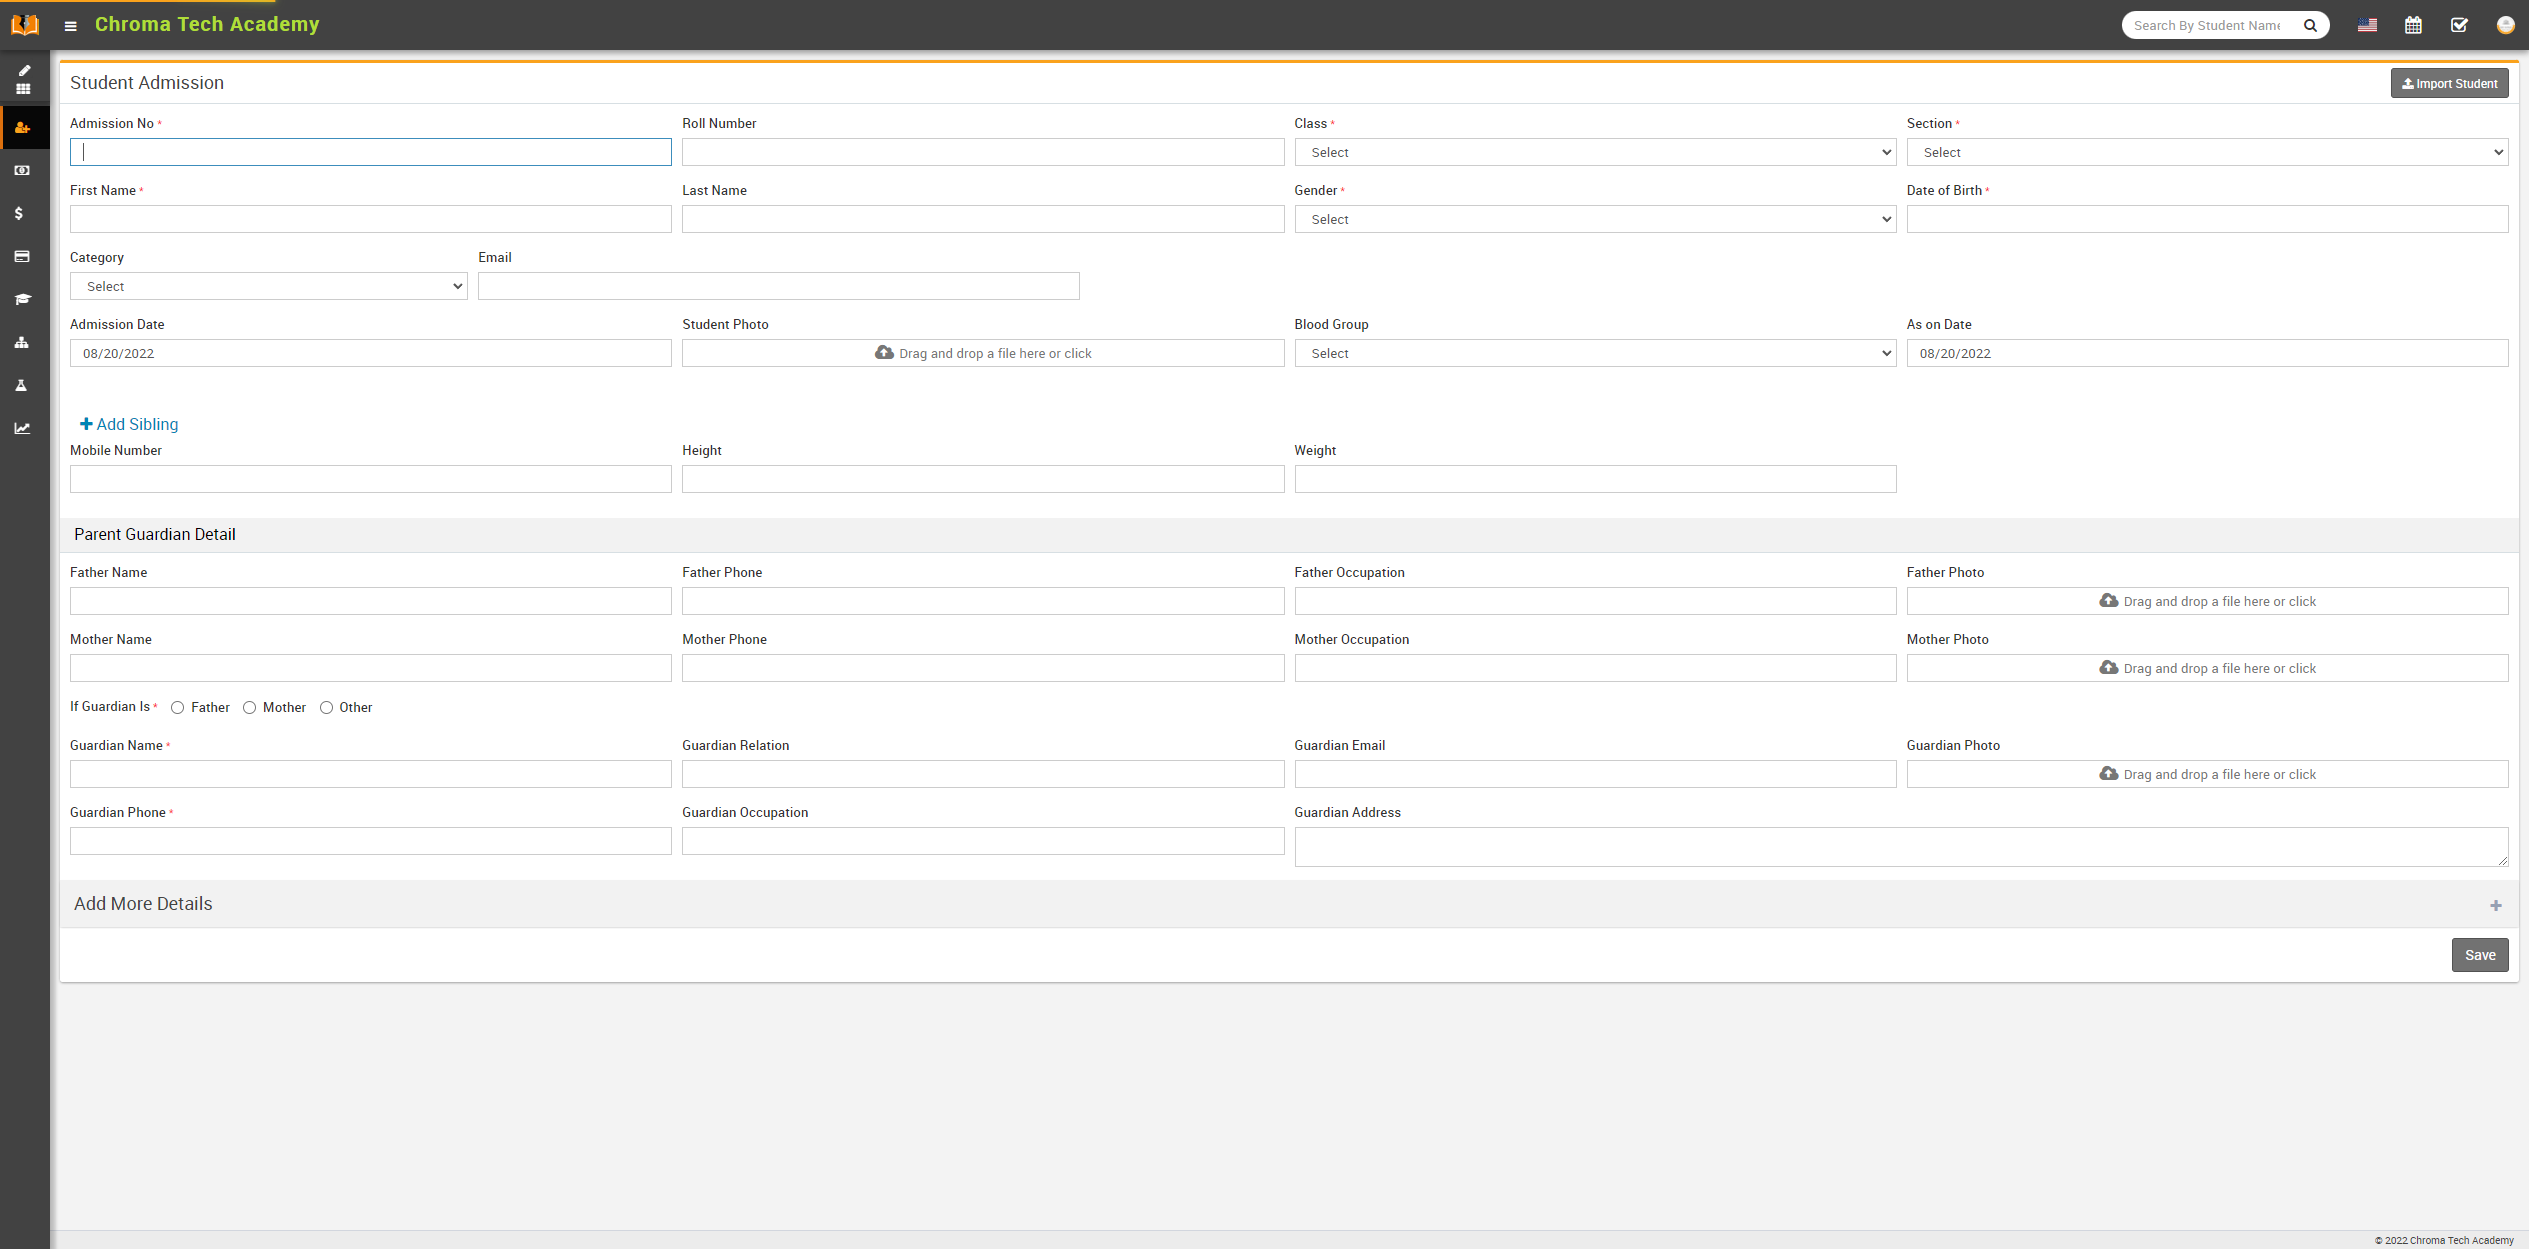 Chroma Tech Academy
Search By Student Name
Student Admission
Import Student
Admission No * Roll Number Class * Section *
Select Select
First Name * Last Name Gender * Date of Birth *
Select
Category Email
Select
Admission Date Student Photo Blood Group As on Date
08/20/2022 Drag and drop a file here or click Select 08/20/2022
Add Sibling
Mobile Number Height Weight
Parent Guardian Detail
Father Name Father Phone Father Occupation Father Photo
Drag and drop a file here or click
Mother Name Mother Phone Mother Occupation Mother Photo
Drag and drop a file here or click
If Guardian Is * Father Mother Other
Guardian Name * Guardian Relation Guardian Email Guardian Photo
Drag and drop a file here or click
Guardian Phone * Guardian Occupation Guardian Address
Add More Details
Save
© 2022 Chroma Tech Academy